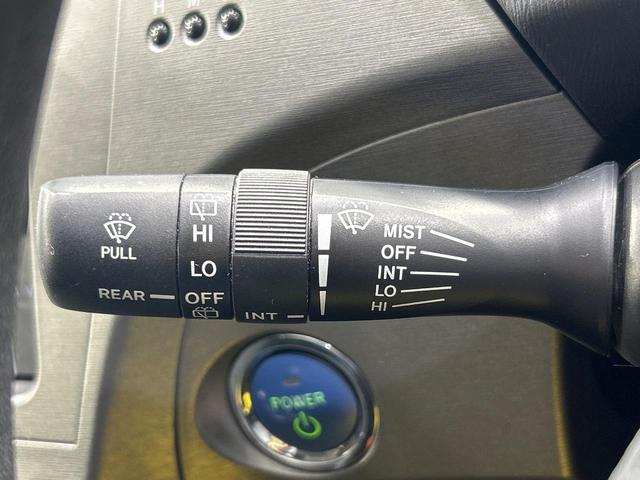 H M
PULL
REAR
HI
LO
OFF
INT
MIST
OFF
INT
LO
HI
POWER